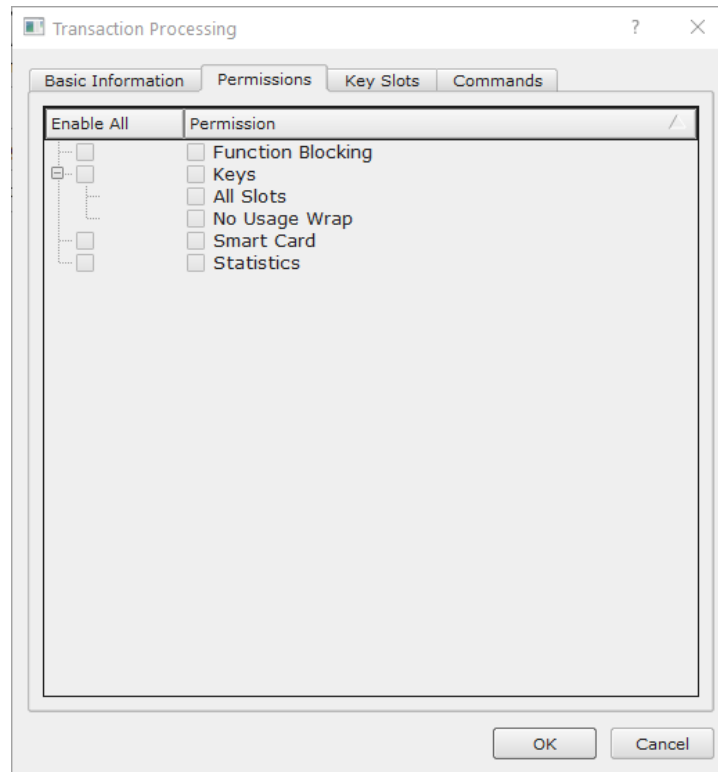 Transaction Processing
Basic Information Permissions Key Slots Commands
Enable All Permission
Function Blocking
Keys
All Slots
No Usage Wrap
Smart Card
Statistics
OK Cancel